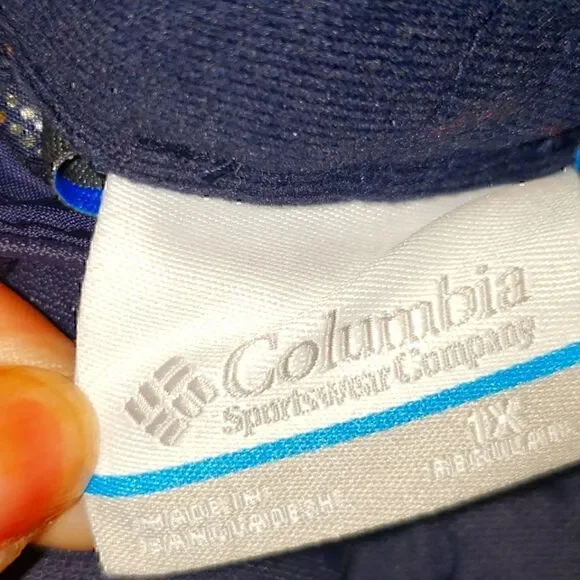 Columbia
Sportswear Company
1X
REGULAR
MADE IN
BANGLADESH